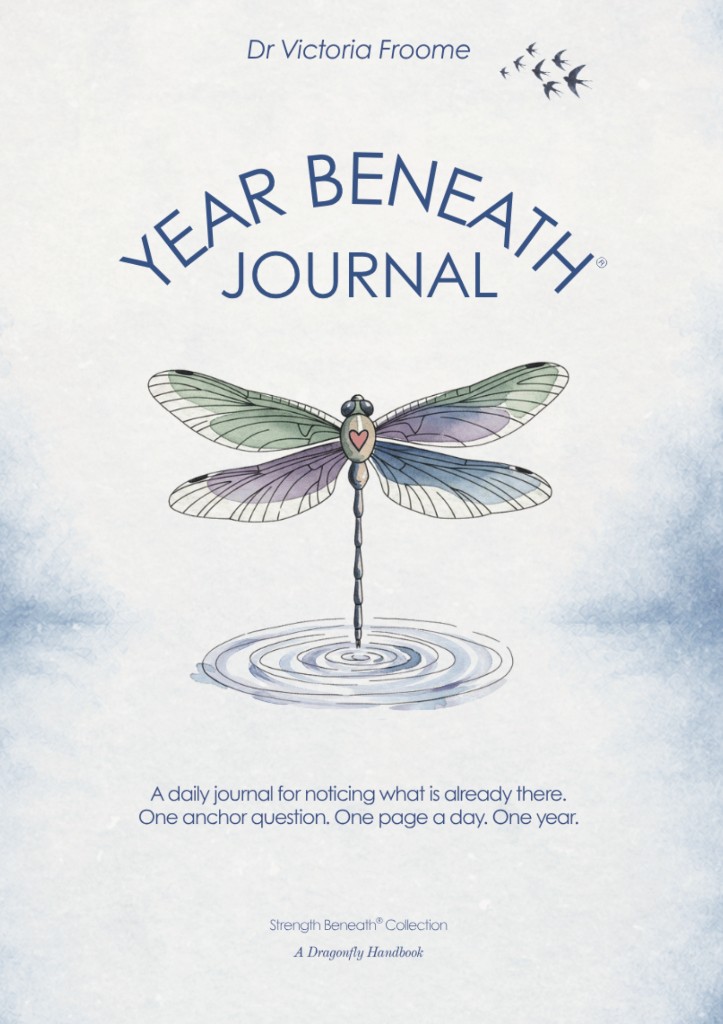 Dr Victoria Froome
YEAR BENEATH®
JOURNAL
A daily journal for noticing what is already there.
One anchor question. One page a day. One year.
Strength Beneath® Collection
A Dragonfly Handbook